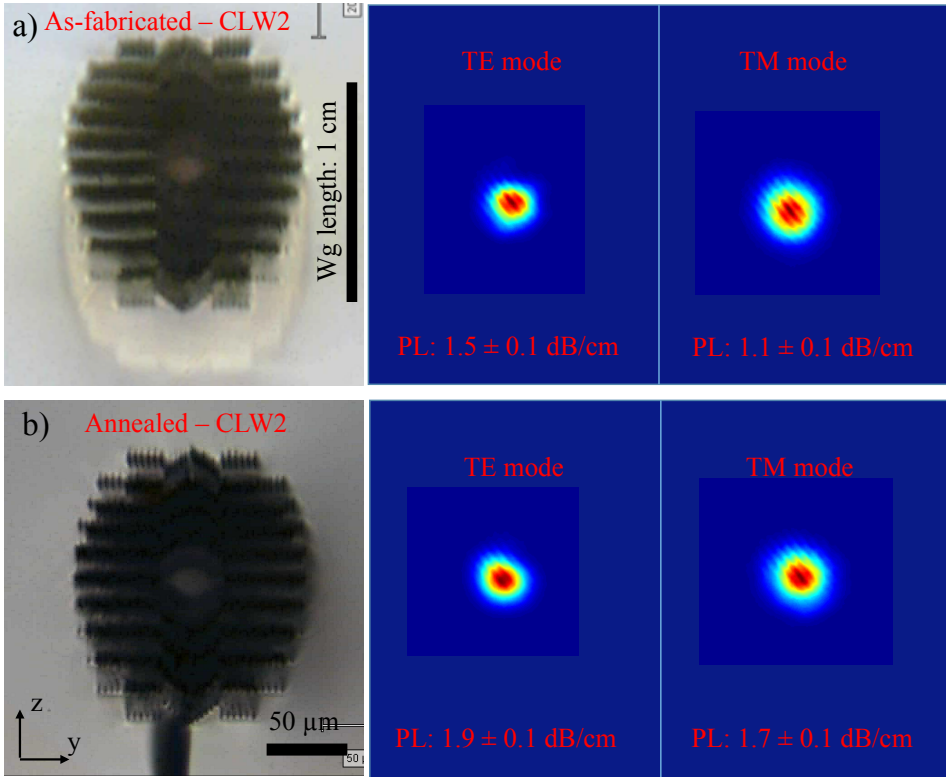 a) As-fabricated – CLW2
20
Wg length: 1 cm
TE mode
TM mode
PL: 1.5 ± 0.1 dB/cm
PL: 1.1 ± 0.1 dB/cm
b) Annealed – CLW2
TE mode
TM mode
z
y
50 µm
50
PL: 1.9 ± 0.1 dB/cm
PL: 1.7 ± 0.1 dB/cm